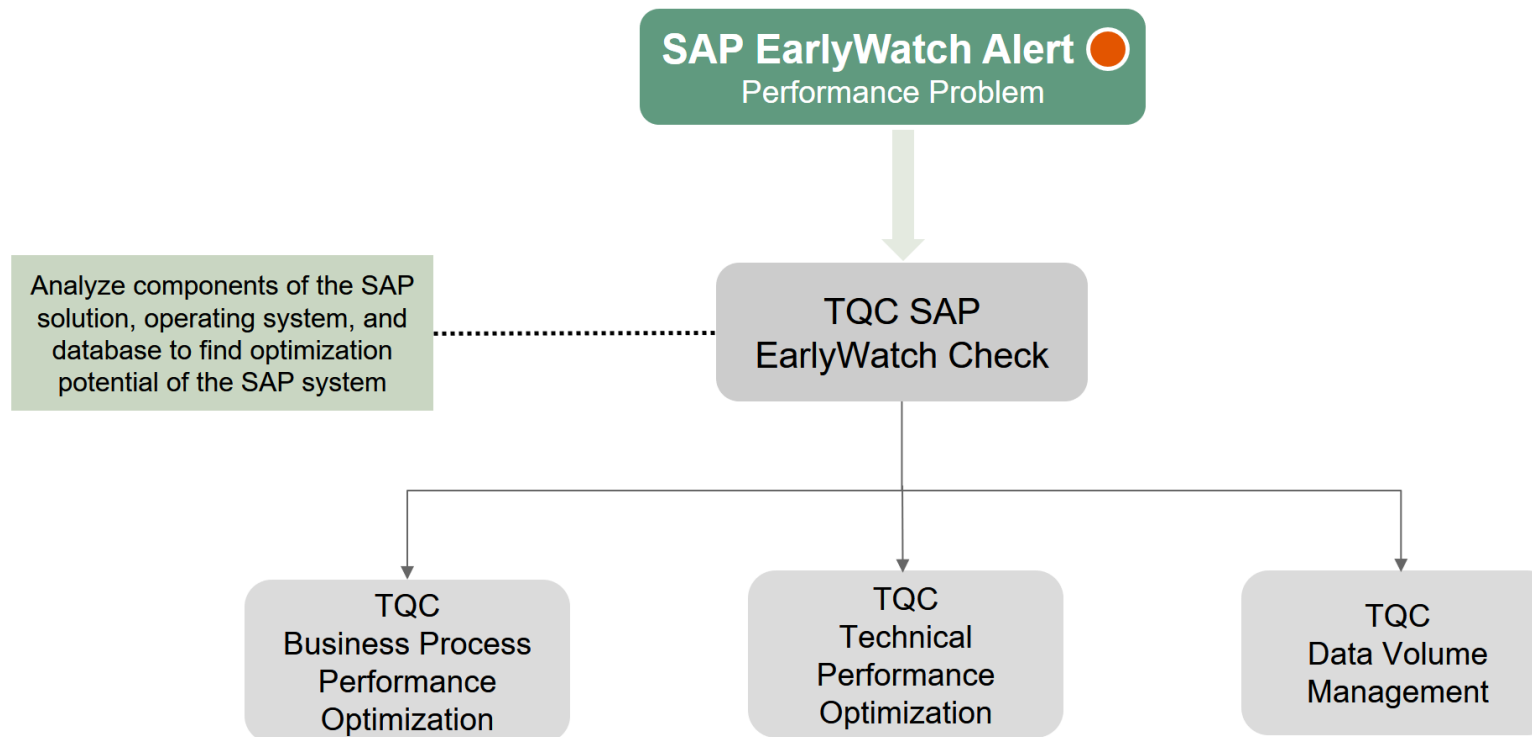 SAP EarlyWatch Alert
Performance Problem
Analyze components of the SAP
solution, operating system, and
database to find optimization
potential of the SAP system
TQC SAP
EarlyWatch Check
TQC
Business Process
Performance
Optimization
TQC
Technical
Performance
Optimization
TQC
Data Volume
Management